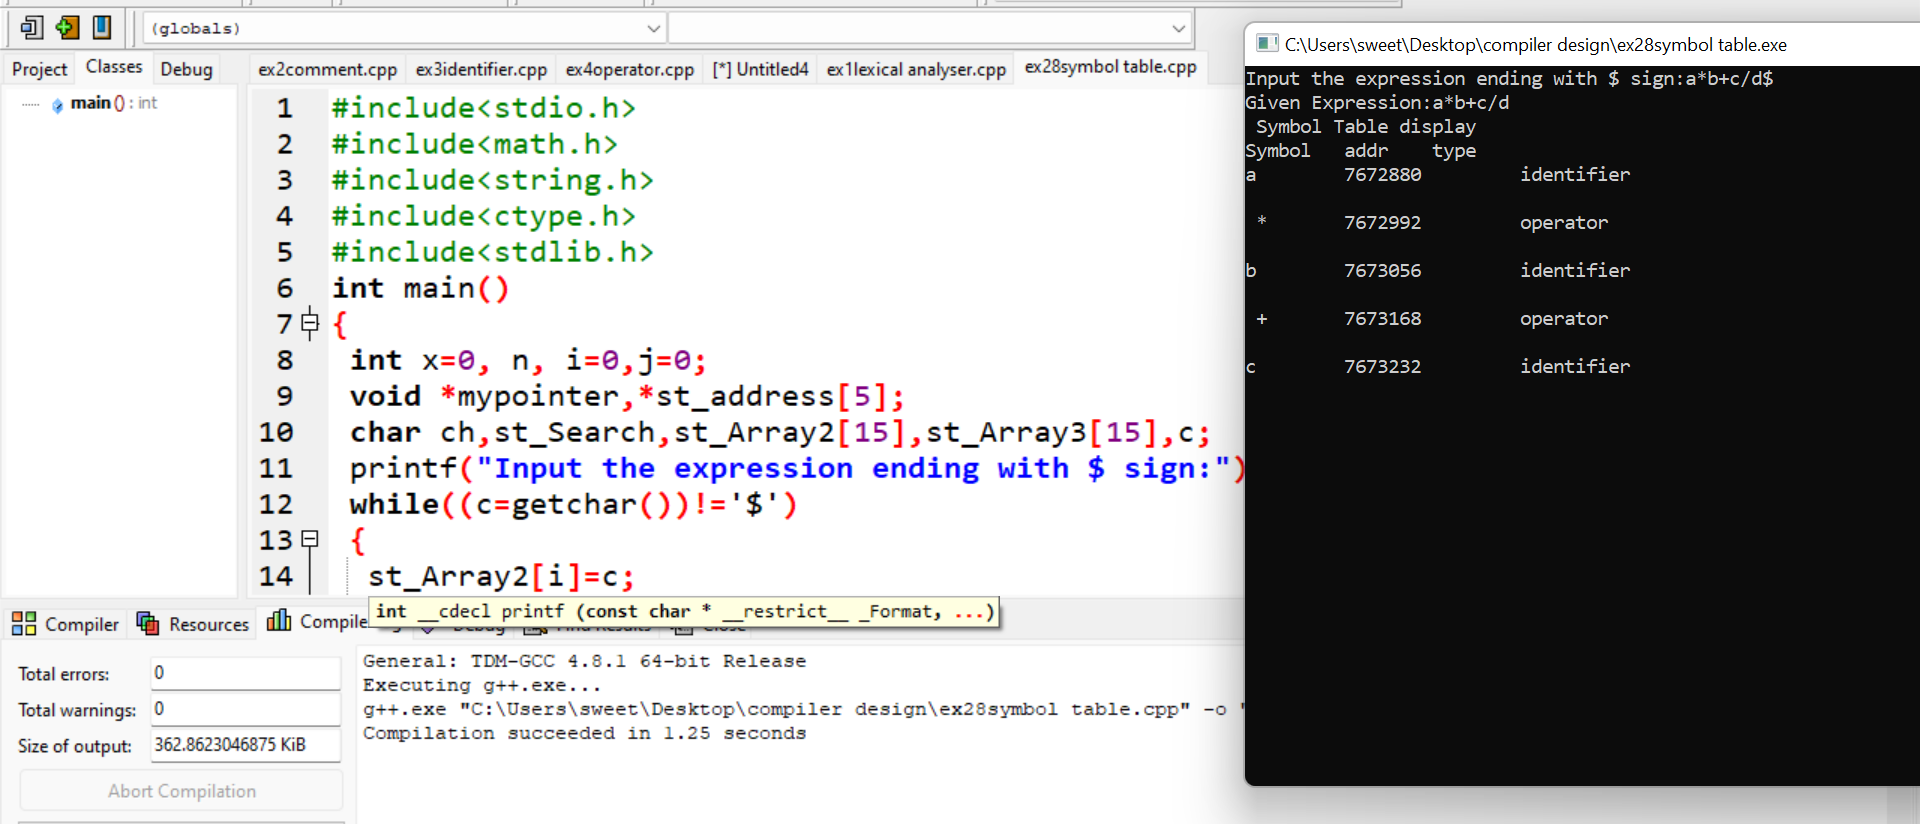 (globals)
Project Classes Debug
main () : int
ex2comment.cpp ex3identifier.cpp ex4operator.cpp [*] Untitled4 ex1lexical analyser.cpp ex28symbol table.cpp
1 #include<stdio.h>
2 #include<math.h>
3 #include<string.h>
4 #include<ctype.h>
5 #include<stdlib.h>
6 int main()
7 {
8 int x=0, n, i=0,j=0;
9 void *mypointer,*st_address[5];
10 char ch,st_Search,st_Array2[15],st_Array3[15],c;
11 printf("Input the expression ending with $ sign:")
12 while((c=getchar())!='$')
13 {
14 st_Array2[i]=c;
int __cdecl printf (const char * __restrict__ _Format, ...)
Compiler Resources Compile Debug Find Results Close
Total errors: 0
Total warnings: 0
Size of output: 362.8623046875 KiB
Abort Compilation
General: TDM-GCC 4.8.1 64-bit Release
Executing g++.exe...
g++.exe "C:\Users\sweet\Desktop\compiler design\ex28symbol table.cpp" -o "
Compilation succeeded in 1.25 seconds
C:\Users\sweet\Desktop\compiler design\ex28symbol table.exe
Input the expression ending with $ sign:a*b+c/d$
Given Expression:a*b+c/d
Symbol Table display
Symbol addr type
a 7672880 identifier
* 7672992 operator
b 7673056 identifier
+ 7673168 operator
c 7673232 identifier